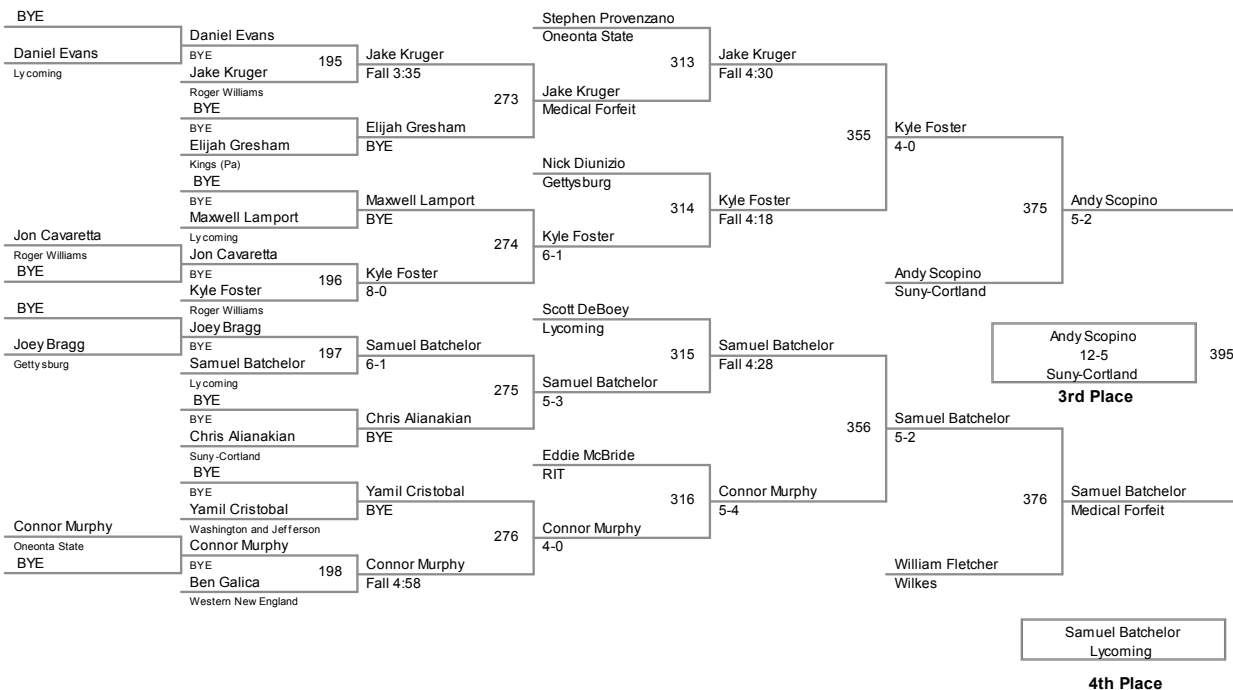 BYE
Daniel Evans
Lycoming
Jon Cavaretta
Roger Williams
BYE
BYE
Joey Bragg
Gettysburg
Connor Murphy
Oneonta State
BYE
Daniel Evans
BYE
195
Jake Kruger
Roger Williams
BYE
BYE
Elijah Gresham
Kings (Pa)
BYE
BYE
Maxwell Lamport
Lycoming
Jon Cavaretta
BYE
196
Kyle Foster
Roger Williams
Joey Bragg
BYE
197
Samuel Batchelor
Lycoming
BYE
BYE
Chris Alianakian
Suny-Cortland
BYE
BYE
Yamil Cristobal
Washington and Jefferson
Connor Murphy
BYE
198
Ben Galica
Western New England
Jake Kruger
Fall 3:35
273
Elijah Gresham
BYE
Maxwell Lamport
BYE
274
Kyle Foster
8-0
Samuel Batchelor
6-1
275
Chris Alianakian
BYE
Yamil Cristobal
BYE
276
Connor Murphy
Fall 4:58
Stephen Provenzano
Oneonta State
313
Jake Kruger
Medical Forfeit
Nick Diunizio
Gettysburg
314
Kyle Foster
6-1
Scott DeBoey
Lycoming
315
Samuel Batchelor
5-3
Eddie McBride
RIT
316
Connor Murphy
4-0
Jake Kruger
Fall 4:30
355
Kyle Foster
Fall 4:18
Samuel Batchelor
Fall 4:28
356
Connor Murphy
5-4
Kyle Foster
4-0
375
Andy Scopino
Suny-Cortland
Samuel Batchelor
5-2
376
William Fletcher
Wilkes
Andy Scopino
5-2
Andy Scopino
12-5
Suny-Cortland
395
3rd Place
Samuel Batchelor
Medical Forfeit
Samuel Batchelor
Lycoming
4th Place